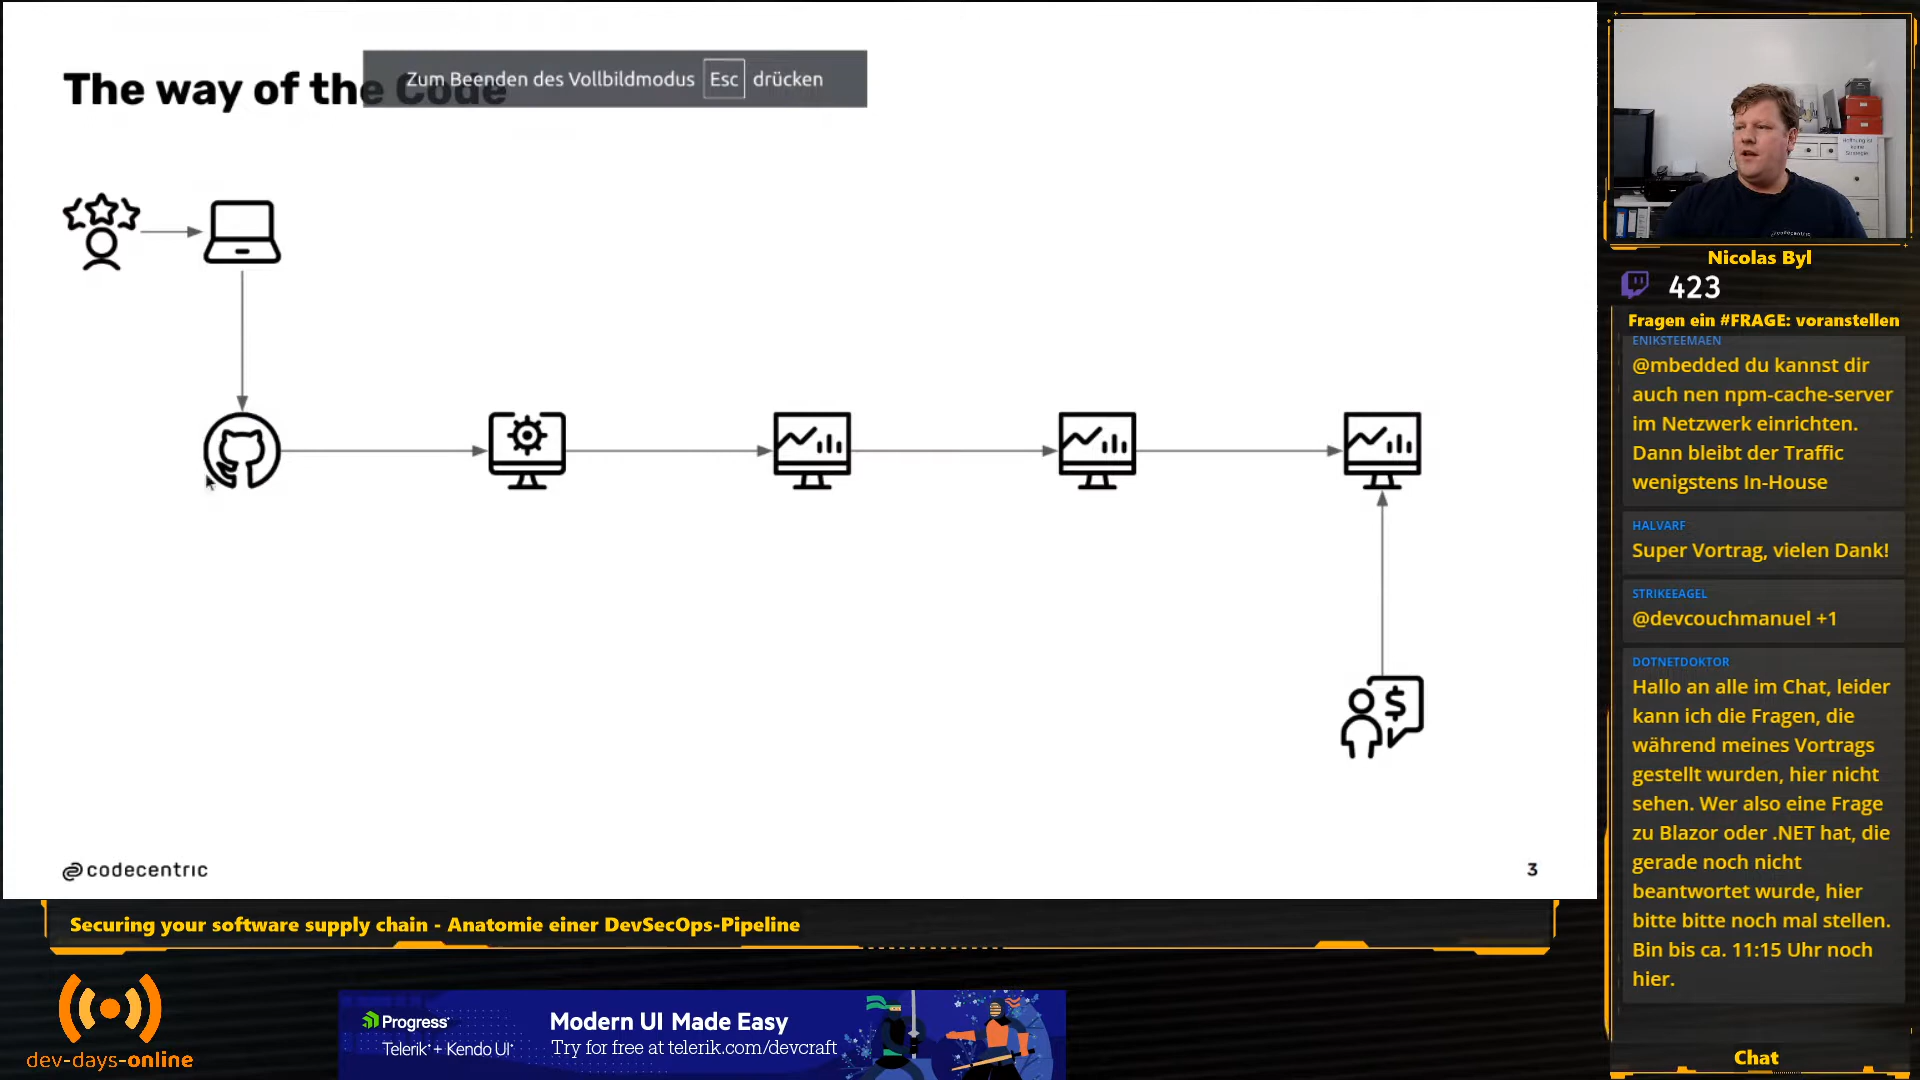 The way of the Code
Zum Beenden des Vollbildmodus Esc drücken
$
codecentric
3
Securing your software supply chain - Anatomie einer DevSecOps-Pipeline
dev-days-online
Progress
Telerik + Kendo UI
Modern UI Made Easy
Try for free at telerik.com/devcraft
Nicolas Byl
423
Fragen ein #FRAGE: voranstellen
ENIKSTEEMAEN
@mbedded du kannst dir
auch nen npm-cache-server
im Netzwerk einrichten.
Dann bleibt der Traffic
wenigstens In-House
HALVARF
Super Vortrag, vielen Dank!
STRIKEEAGEL
@devcouchmanuel +1
DOTNETDOKTOR
Hallo an alle im Chat, leider
kann ich die Fragen, die
während meines Vortrags
gestellt wurden, hier nicht
sehen. Wer also eine Frage
zu Blazor oder .NET hat, die
gerade noch nicht
beantwortet wurde, hier
bitte bitte noch mal stellen.
Bin bis ca. 11:15 Uhr noch
hier.
Chat